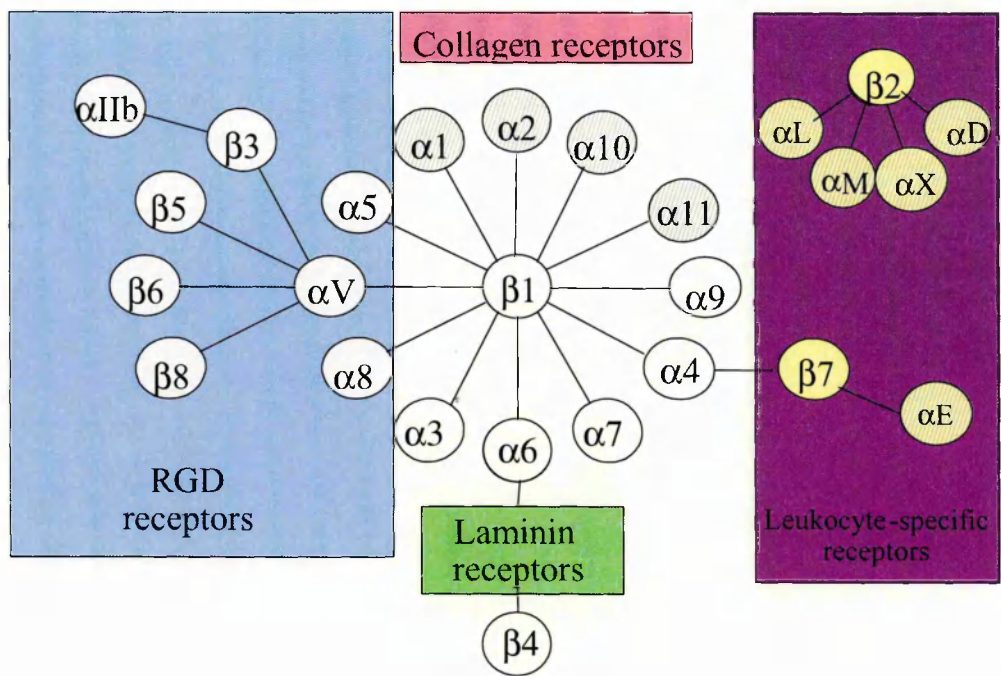 Collagen receptors
αIIb
β3
β5
β6
β8
αV
α5
α8
α1
α2
α10
α11
β1
α9
α4
α3
α6
α7
RGD
receptors
Laminin
receptors
β4
β2
αL
αM
αX
αD
β7
αE
Leukocyte-specific
receptors